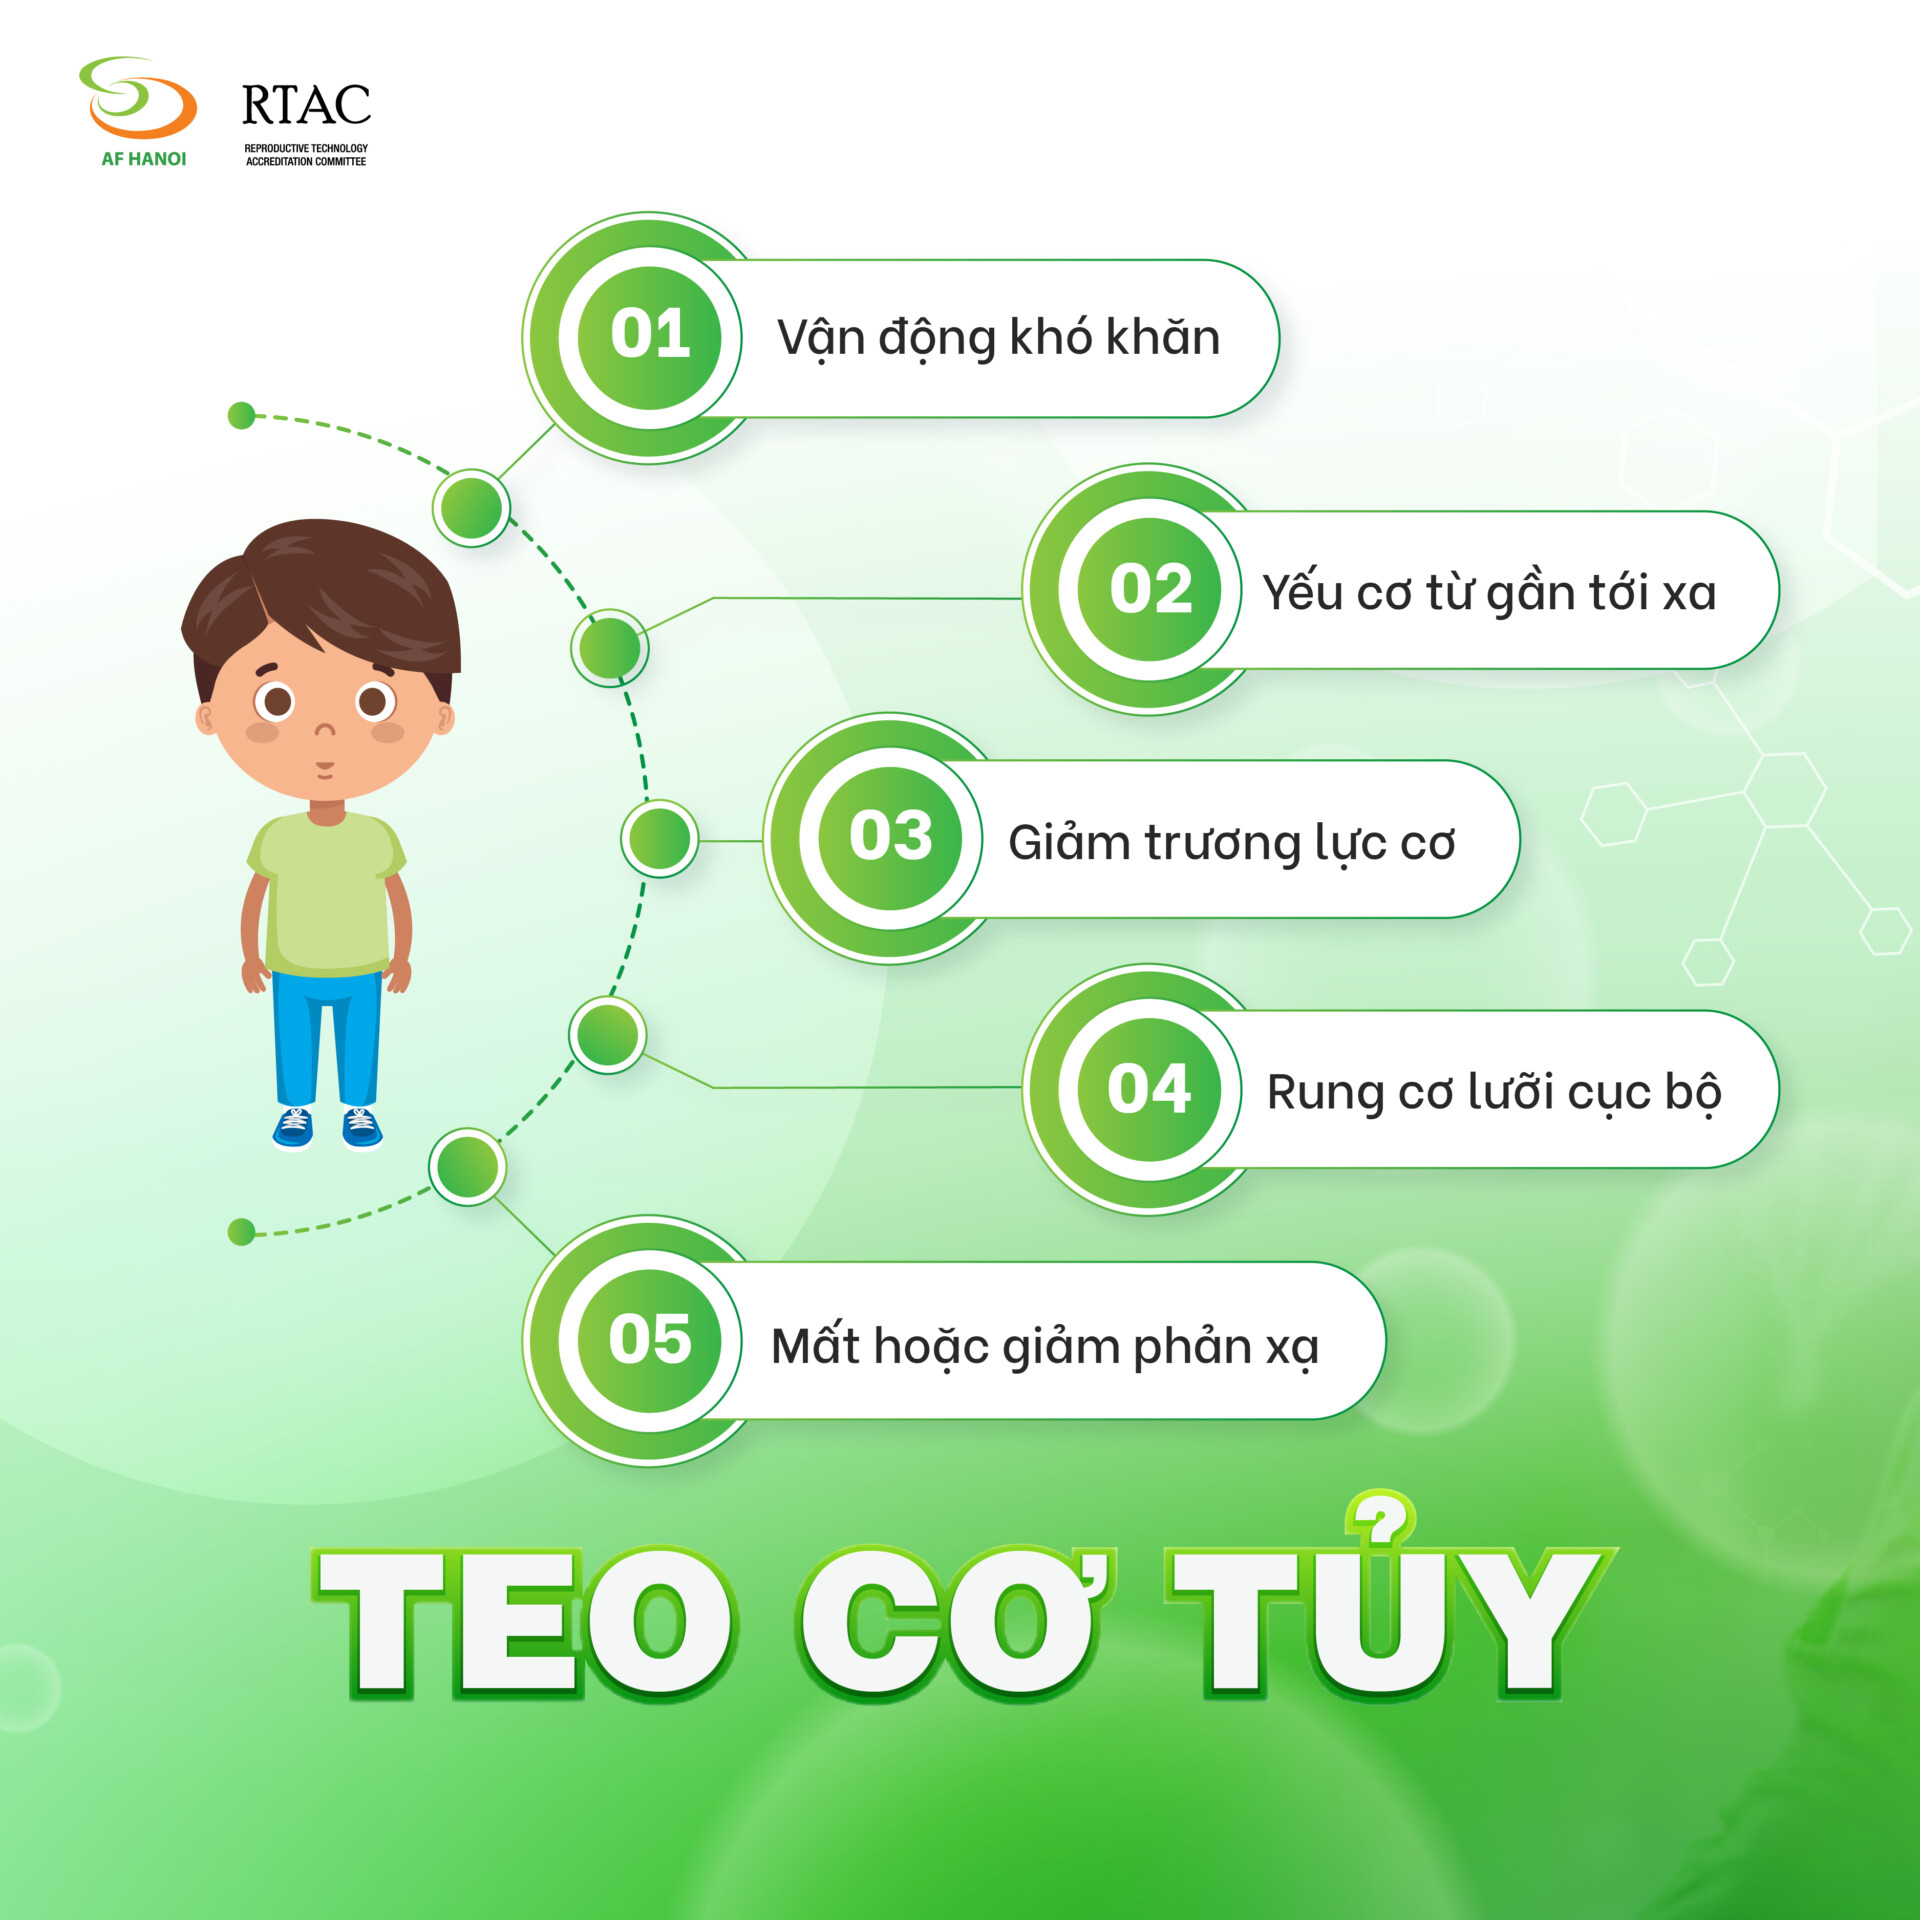 AF HANOI
RTAC
REPRODUCTIVE TECHNOLOGY
ACCREDITATION COMMITTEE
01
Vận động khó khăn
02
Yếu cơ từ gần tới xa
03
Giảm trương lực cơ
04
Rung cơ lưỡi cục bộ
05
Mất hoặc giảm phản xạ
TEO CƠ TỦY